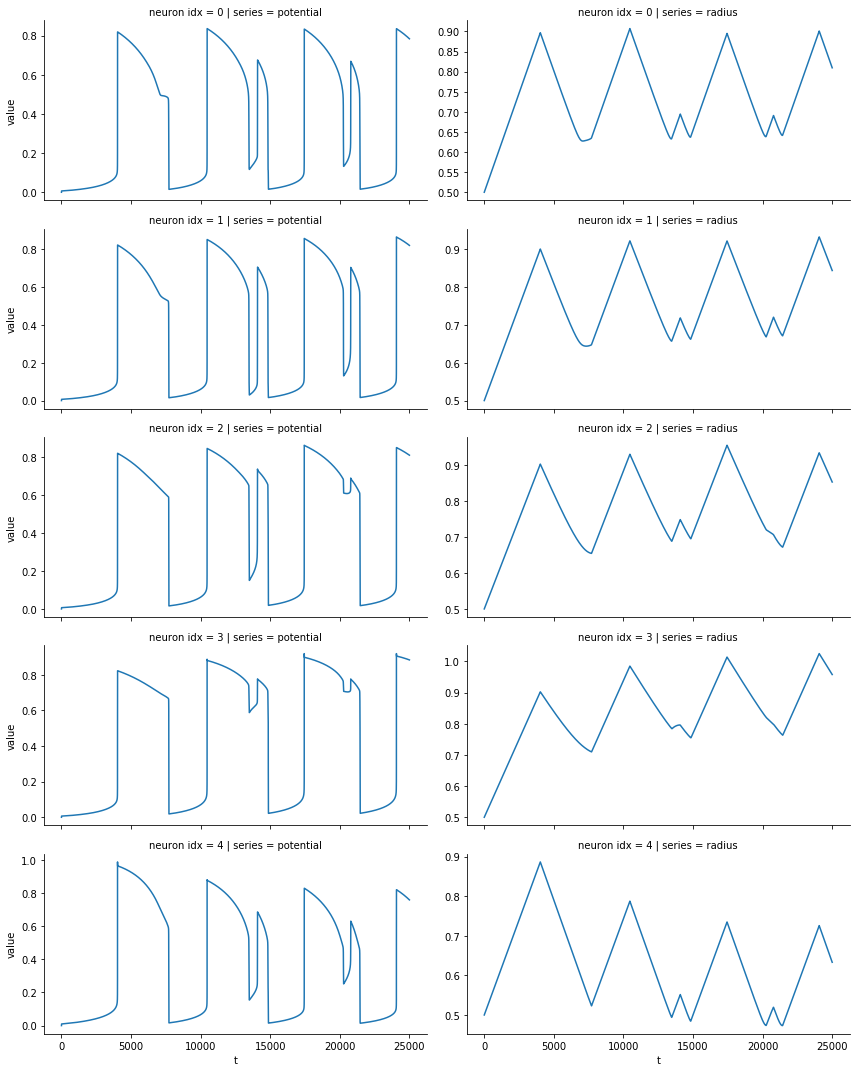 neuron idx = 0 | series = potential
neuron idx = 0 | series = radius
value
0.8
0.6
0.4
0.2
0.0
0.90
0.85
0.80
0.75
0.70
0.65
0.60
0.55
0.50
neuron idx = 1 | series = potential
neuron idx = 1 | series = radius
value
0.8
0.6
0.4
0.2
0.0
0.9
0.8
0.7
0.6
0.5
neuron idx = 2 | series = potential
neuron idx = 2 | series = radius
value
0.8
0.6
0.4
0.2
0.0
0.9
0.8
0.7
0.6
0.5
neuron idx = 3 | series = potential
neuron idx = 3 | series = radius
value
0.8
0.6
0.4
0.2
0.0
1.0
0.9
0.8
0.7
0.6
0.5
neuron idx = 4 | series = potential
neuron idx = 4 | series = radius
value
1.0
0.8
0.6
0.4
0.2
0.0
0.9
0.8
0.7
0.6
0.5
0 5000 10000 15000 20000 25000
0 5000 10000 15000 20000 25000
t
t